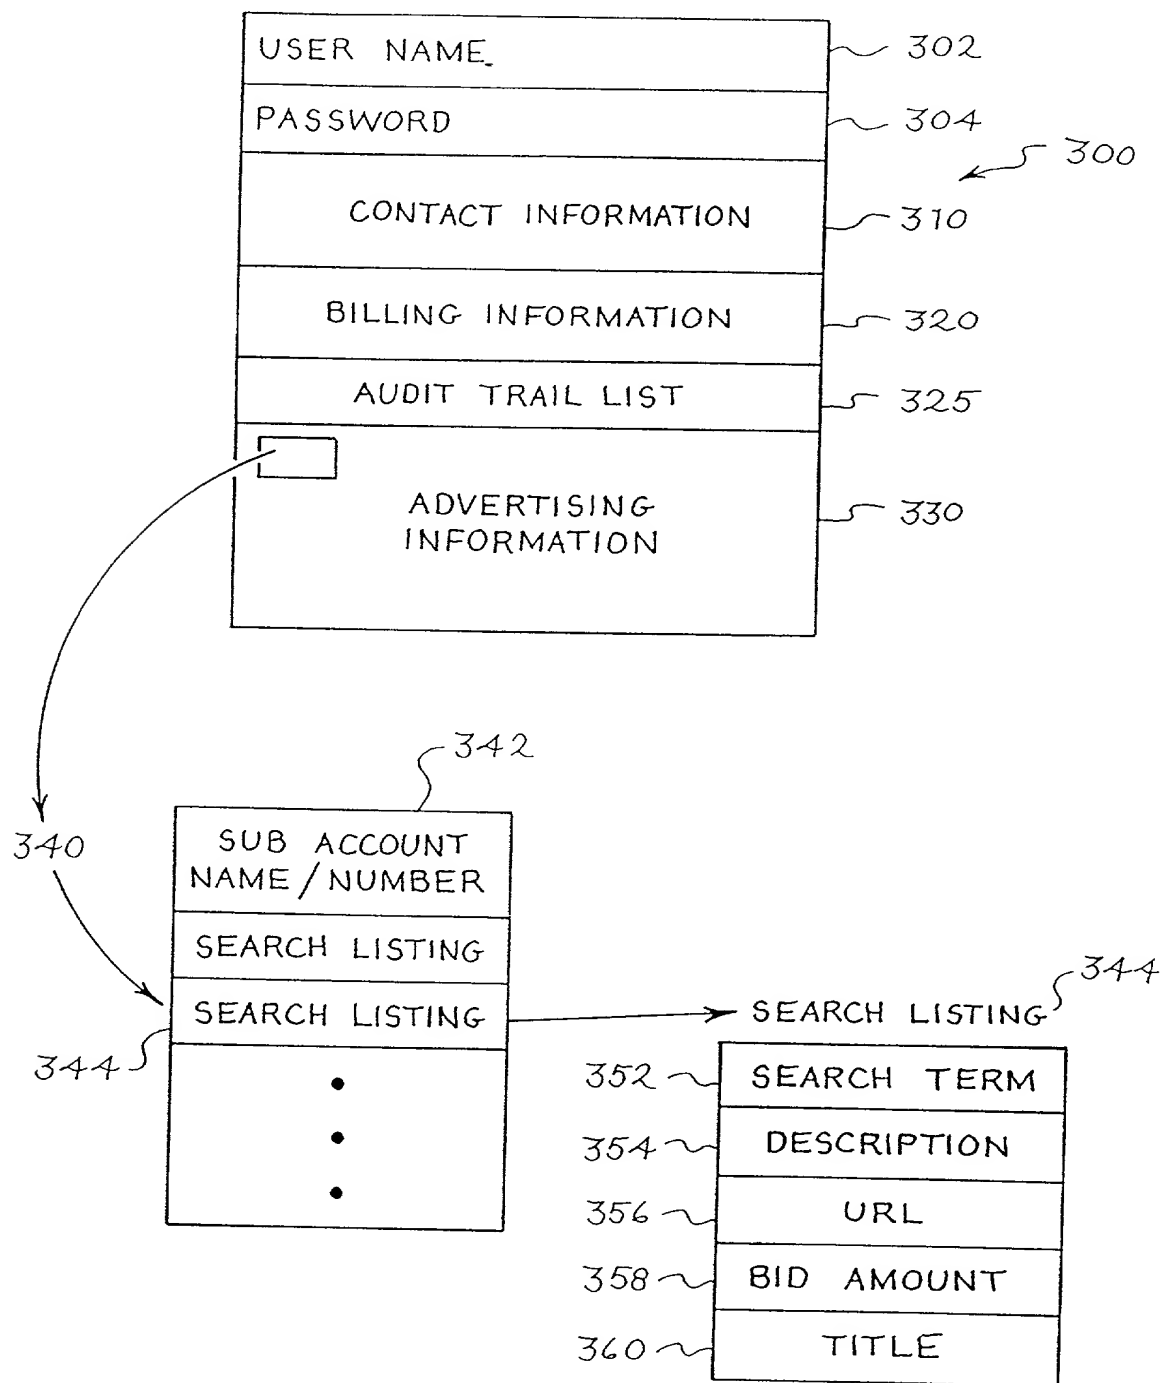 USER NAME 302
PASSWORD 304
300
CONTACT INFORMATION 310
BILLING INFORMATION 320
AUDIT TRAIL LIST 325
ADVERTISING 330
INFORMATION
342
340
SUB ACCOUNT
NAME/NUMBER
SEARCH LISTING
SEARCH LISTING
344
SEARCH LISTING 344
352 SEARCH TERM
354 DESCRIPTION
356 URL
358 BID AMOUNT
360 TITLE